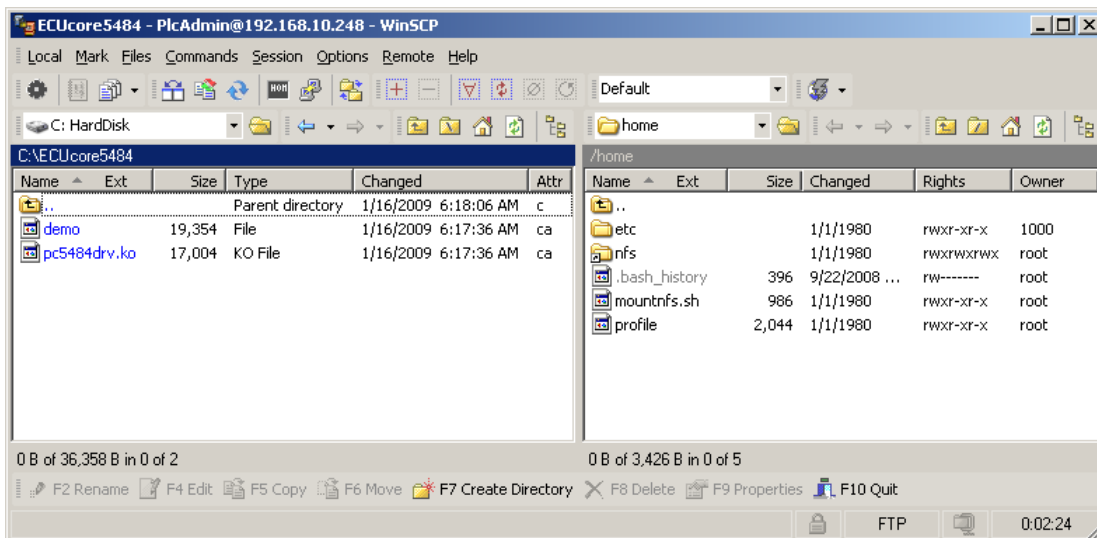 ECUcore5484 - PlcAdmin@192.168.10.248 - WinSCP
Local Mark Files Commands Session Options Remote Help
Default
C: HardDisk home
C:\ECUcore5484 /home
Name Ext Size Type Changed Attr Name Ext Size Changed Rights Owner
.. Parent directory 1/16/2009 6:18:06 AM c ..
demo 19,354 File 1/16/2009 6:17:36 AM ca etc 1/1/1980 rwxr-xr-x 1000
pc5484drv.ko 17,004 KO File 1/16/2009 6:17:36 AM ca nfs 1/1/1980 rwxrwxrwx root
.bash_history 396 9/22/2008 ... rw------- root
mountnfs.sh 986 1/1/1980 rwxr-xr-x root
profile 2,044 1/1/1980 rwxr-xr-x root
0 B of 36,358 B in 0 of 2 0 B of 3,426 B in 0 of 5
F2 Rename F4 Edit F5 Copy F6 Move F7 Create Directory F8 Delete F9 Properties F10 Quit
FTP 0:02:24